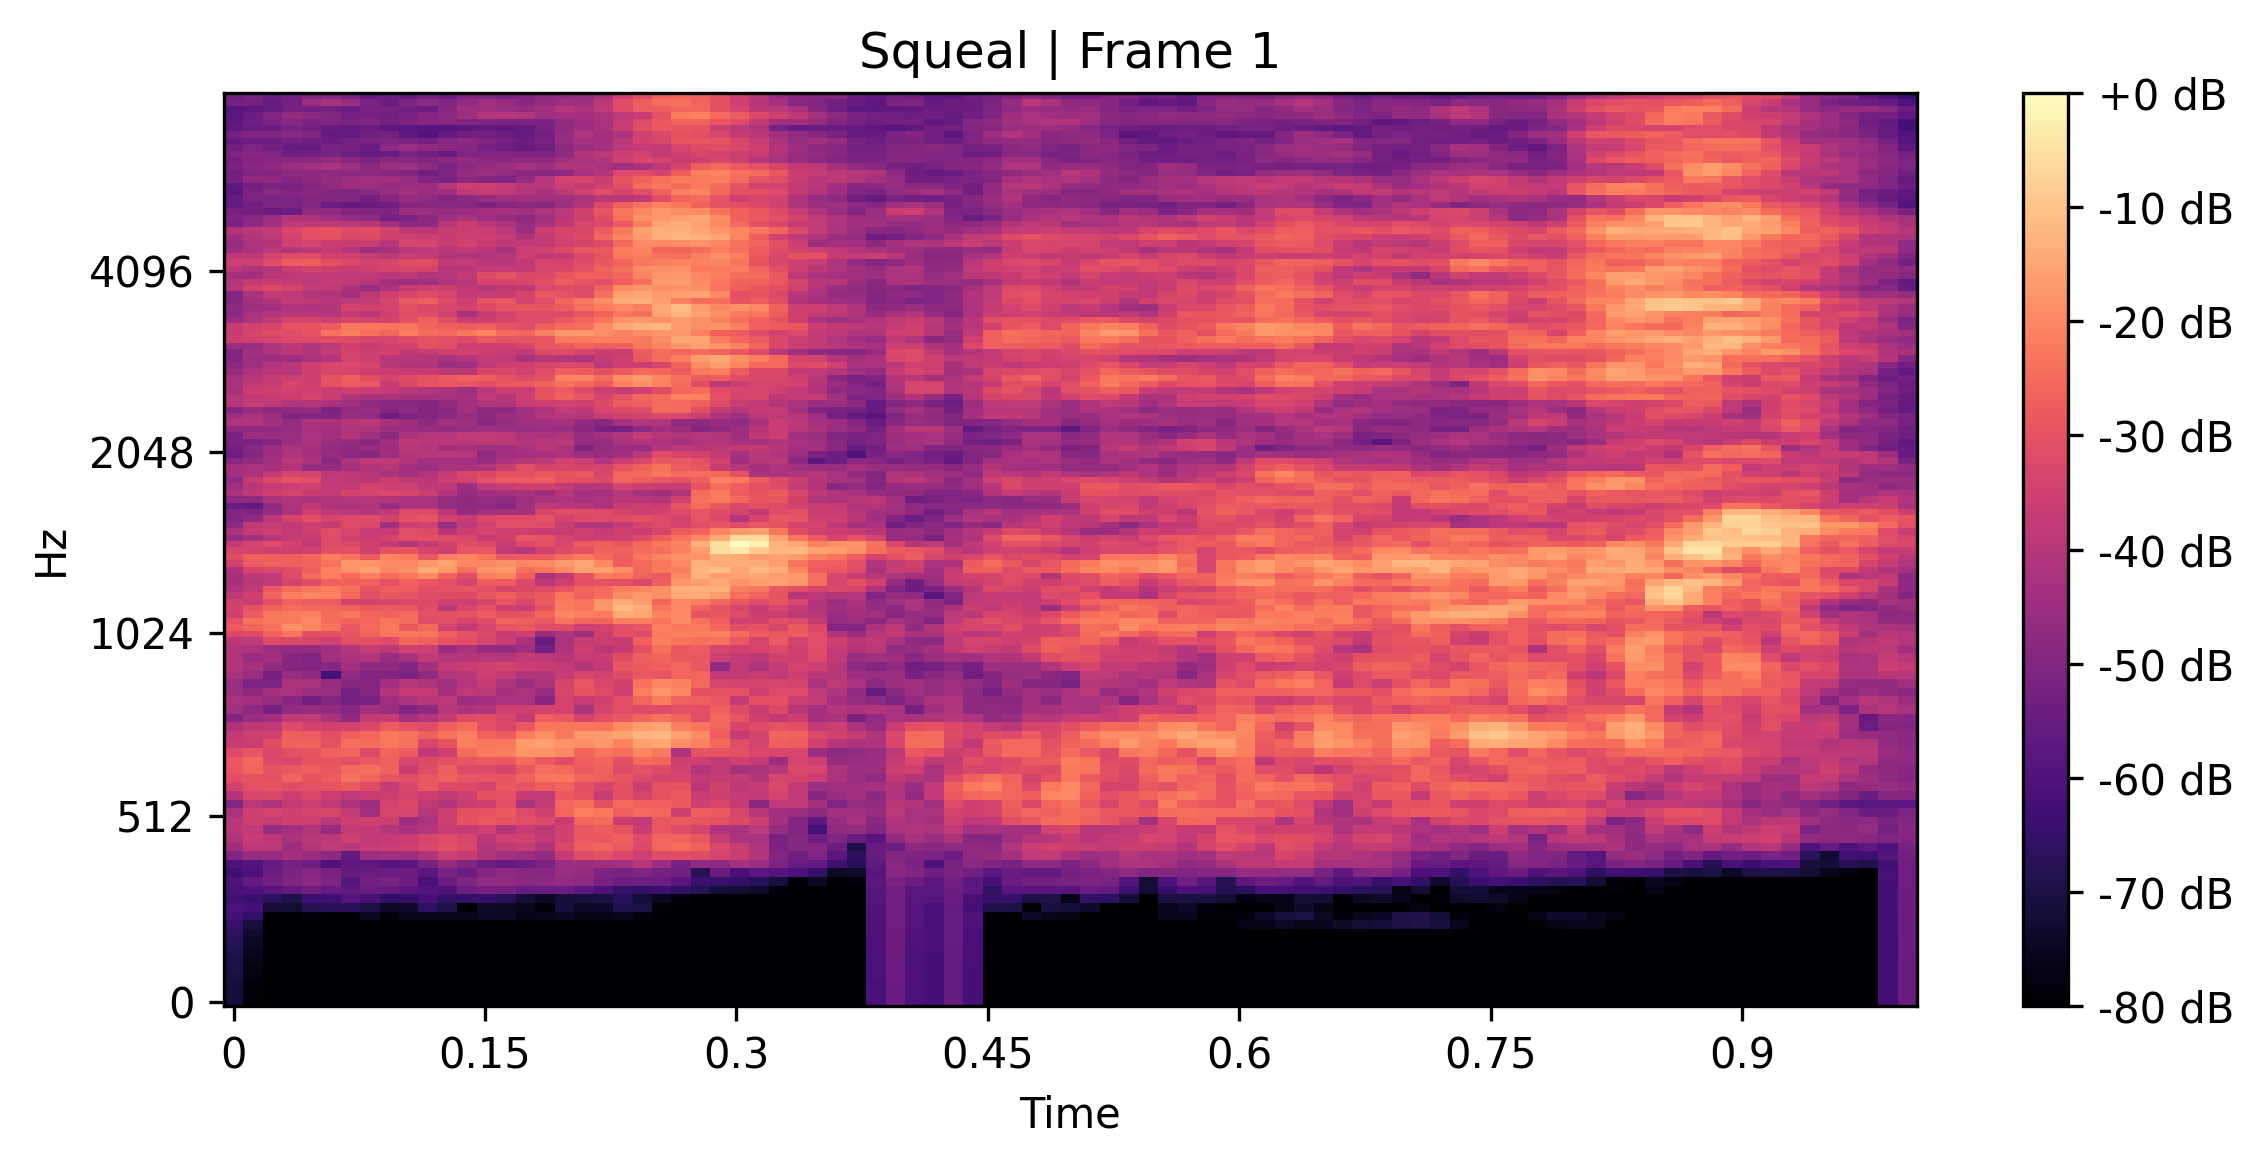 Squeal | Frame 1
+0 dB
-10 dB
-20 dB
-30 dB
-40 dB
-50 dB
-60 dB
-70 dB
-80 dB
Hz
4096
2048
1024
512
0
0 0.15 0.3 0.45 0.6 0.75 0.9
Time